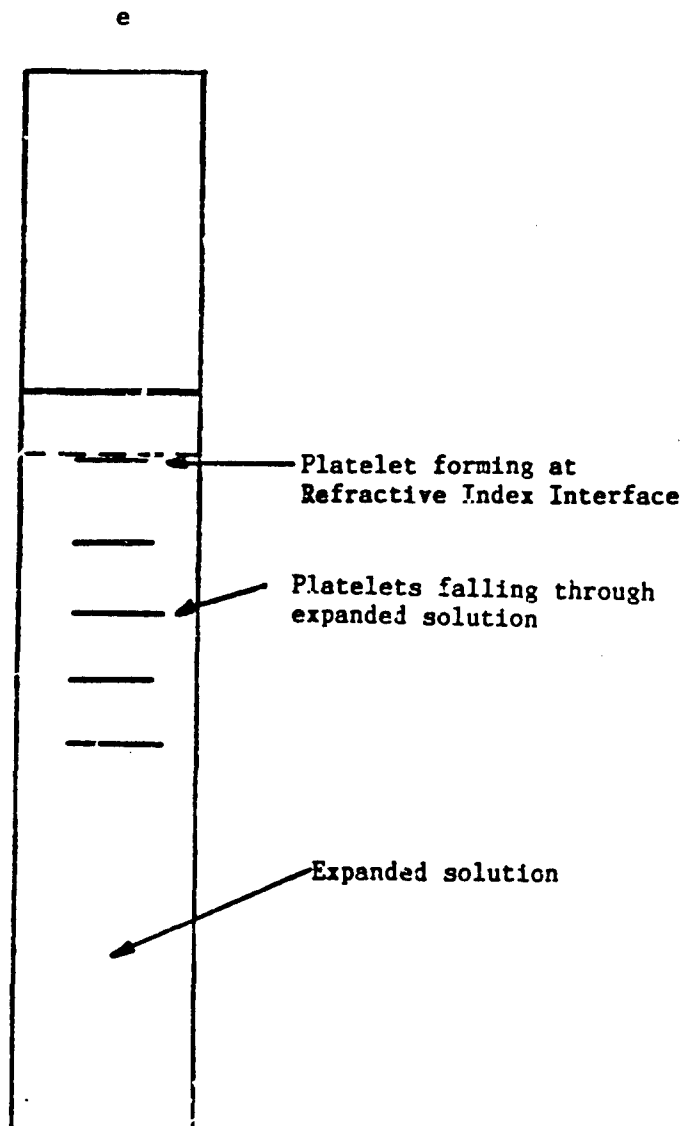 e
Platelet forming at
Refractive Index Interface
Platelets falling through
expanded solution
Expanded solution